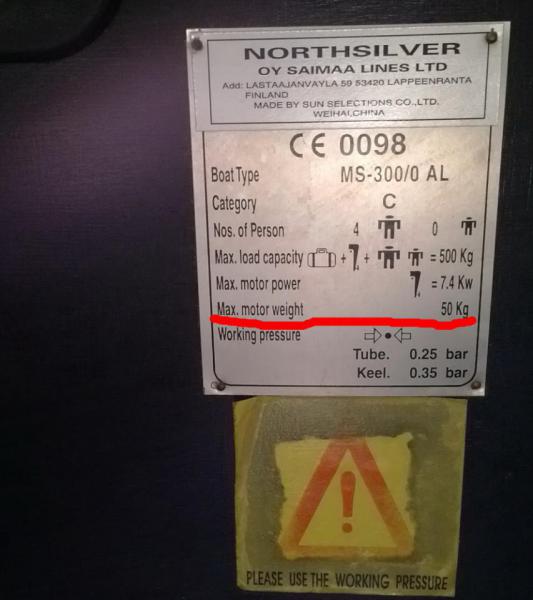 NORTHSILVER
OY SAIMAA LINES LTD
Add: LASTAAJANVAYLA 59 53420 LAPPEENRANTA
FINLAND
MADE BY SUN SELECTIONS CO.,LTD.
WEIHAI,CHINA
CE 0098
Boat Type MS-300/0 AL
Category C
Nos. of Person 4 0
Max. load capacity + + = 500 Kg
Max. motor power = 7.4 Kw
Max. motor weight 50 Kg
Working pressure
Tube. 0.25 bar
Keel. 0.35 bar
PLEASE USE THE WORKING PRESSURE